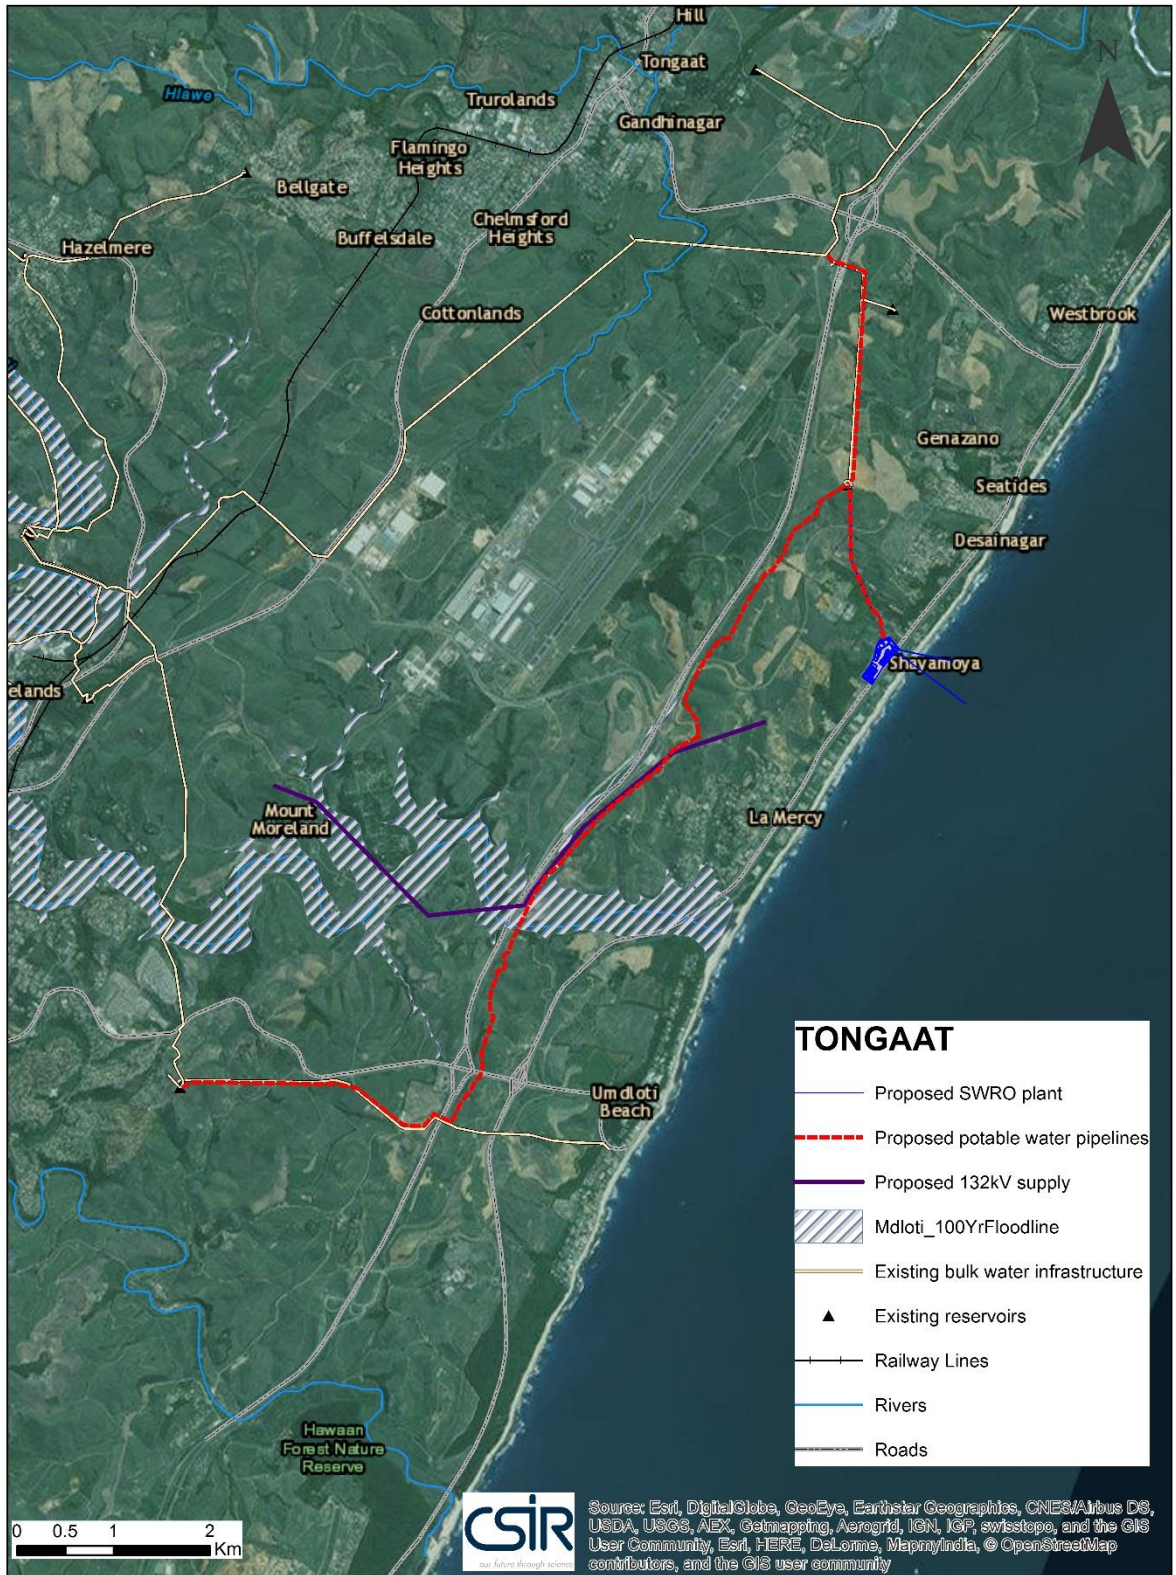 Hill
N
Tongaat
Hlawe
Trurolands
Gandhinagar
Flamingo
Heights
Bellgate
Chelmsford
Heights
Buffelsdale
Hazelmere
Cottonlands
Westbrook
Genazano
Seatides
Desainagar
Shayamoya
elands
Mount
Moreland
La Mercy
Umdloti
Beach
TONGAAT
Proposed SWRO plant
Proposed potable water pipelines
Proposed 132kV supply
Mdloti_100YrFloodline
Existing bulk water infrastructure
Existing reservoirs
Railway Lines
Rivers
Roads
Hawaan
Forest Nature
Reserve
0 0.5 1 2
Km
CSIR
our future through science
Source: Esri, DigitalGlobe, GeoEye, Earthstar Geographics, CNES/Airbus DS,
USDA, USGS, AEX, Getmapping, Aerogrid, IGN, IGP, swisstopo, and the GIS
User Community, Esri, HERE, DeLorme, MapmyIndia, © OpenStreetMap
contributors, and the GIS user community